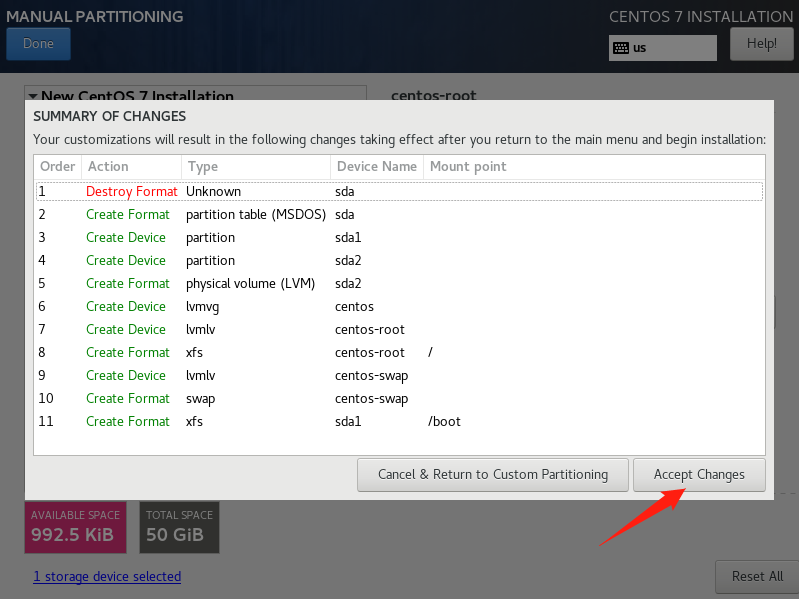 MANUAL PARTITIONING
CENTOS 7 INSTALLATION
Done
us
Help!
New CentOS 7 Installation
centos-root
SUMMARY OF CHANGES
Your customizations will result in the following changes taking effect after you return to the main menu and begin installation:
Order Action Type Device Name Mount point
1 Destroy Format Unknown sda
2 Create Format partition table (MSDOS) sda
3 Create Device partition sda1
4 Create Device partition sda2
5 Create Format physical volume (LVM) sda2
6 Create Device lvmvg centos
7 Create Device lvmlv centos-root
8 Create Format xfs centos-root /
9 Create Device lvmlv centos-swap
10 Create Format swap centos-swap
11 Create Format xfs sda1 /boot
Cancel & Return to Custom Partitioning
Accept Changes
AVAILABLE SPACE
992.5 KiB
TOTAL SPACE
50 GiB
1 storage device selected
Reset All